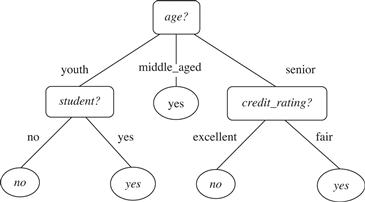 age?
youth
middle_aged
senior
student?
yes
credit_rating?
no
yes
excellent
fair
no
yes
no
yes